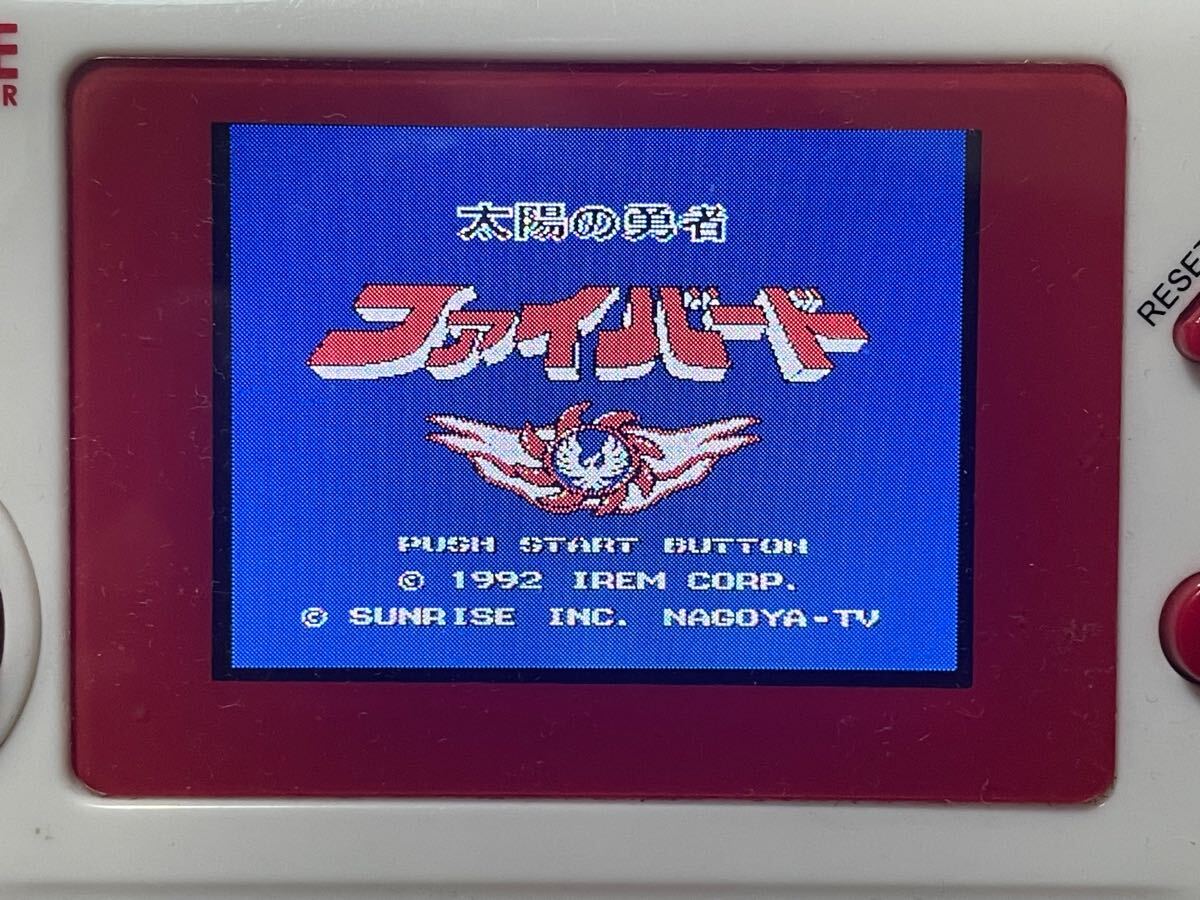 太陽の勇者
ファイバード
PUSH START BUTTON
© 1992 IREM CORP.
© SUNRISE INC. NAGOYA-TV
RESET